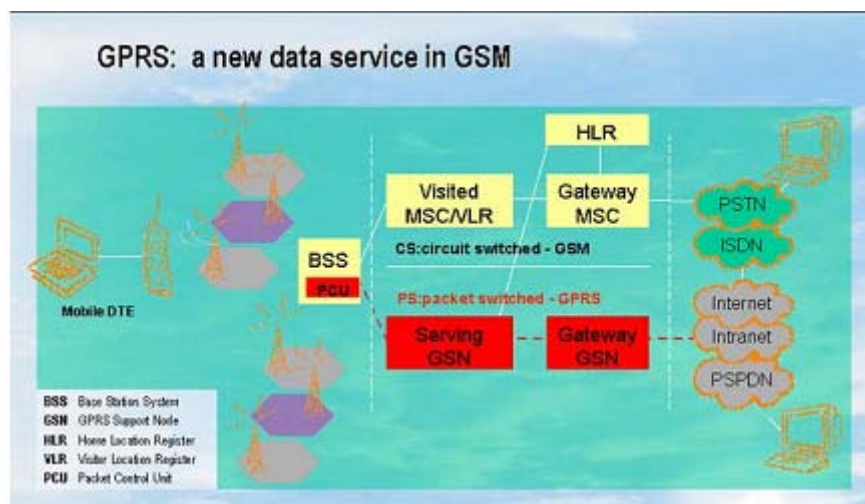 GPRS: a new data service in GSM
HLR
Visited
MSC/VLR
Gateway
MSC
PSTN
ISDN
CS:circuit switched - GSM
BSS
PCU
PS:packet switched - GPRS
Mobile DTE
Serving
GSN
Gateway
GSN
Internet
Intranet
PSPDN
BSS Base Station System
GSN GPRS Support Node
HLR Home Location Register
VLR Visitor Location Register
PCU Packet Control Unit